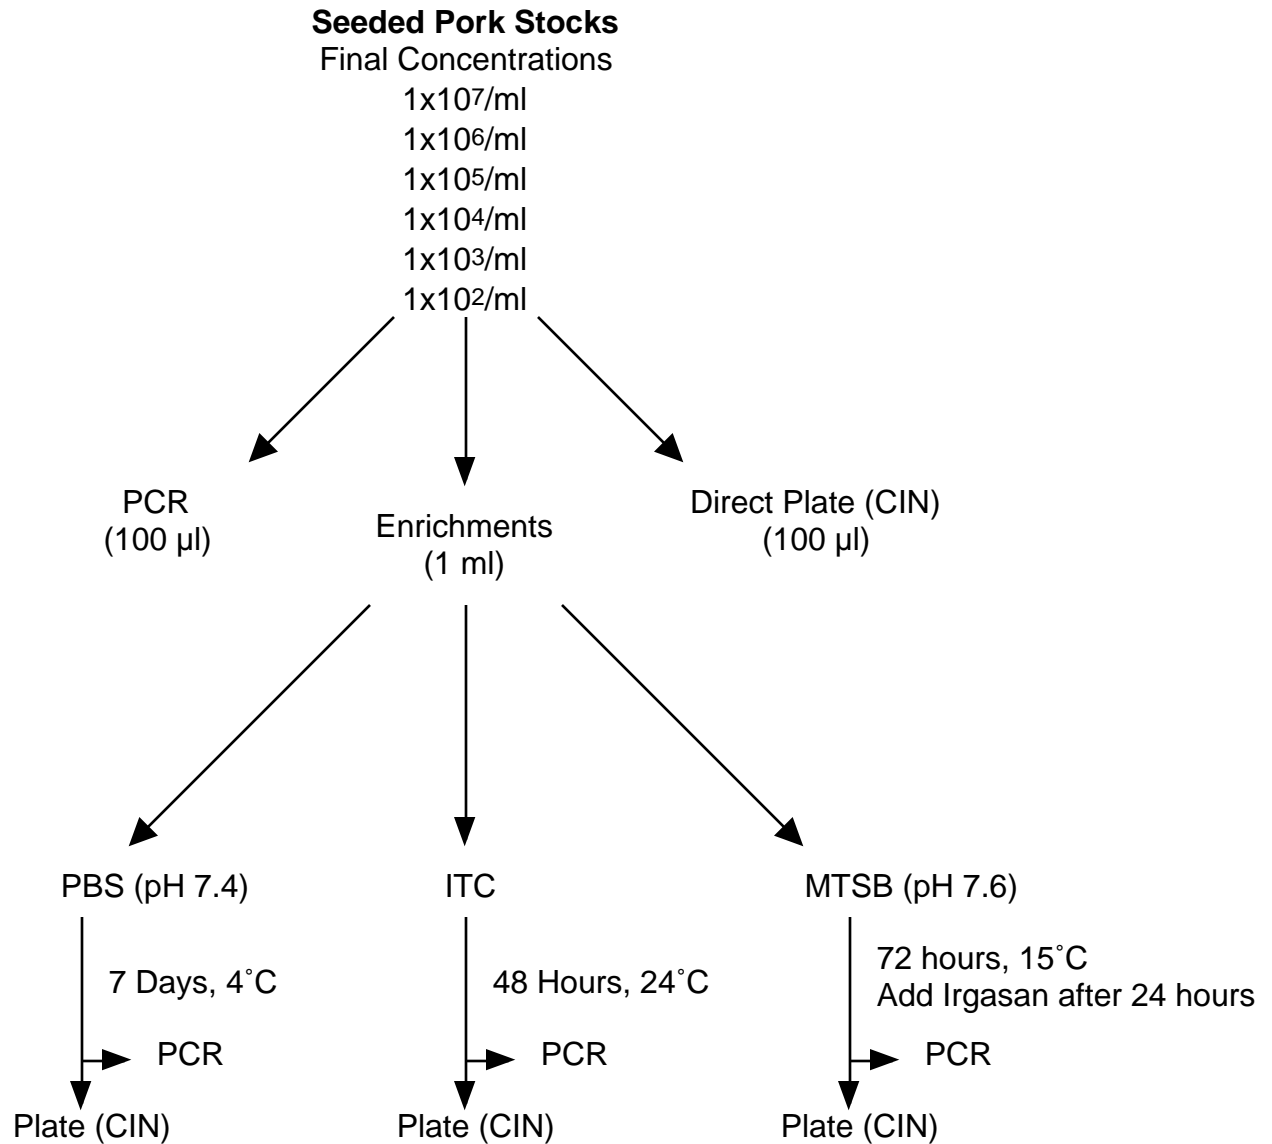 Seeded Pork Stocks
Final Concentrations
1x10⁷/ml
1x10⁶/ml
1x10⁵/ml
1x10⁴/ml
1x10³/ml
1x10²/ml
PCR
(100 µl)
Enrichments
(1 ml)
Direct Plate (CIN)
(100 µl)
PBS (pH 7.4)
ITC
MTSB (pH 7.6)
7 Days, 4˚C
48 Hours, 24˚C
72 hours, 15˚C
Add Irgasan after 24 hours
PCR
PCR
PCR
Plate (CIN)
Plate (CIN)
Plate (CIN)